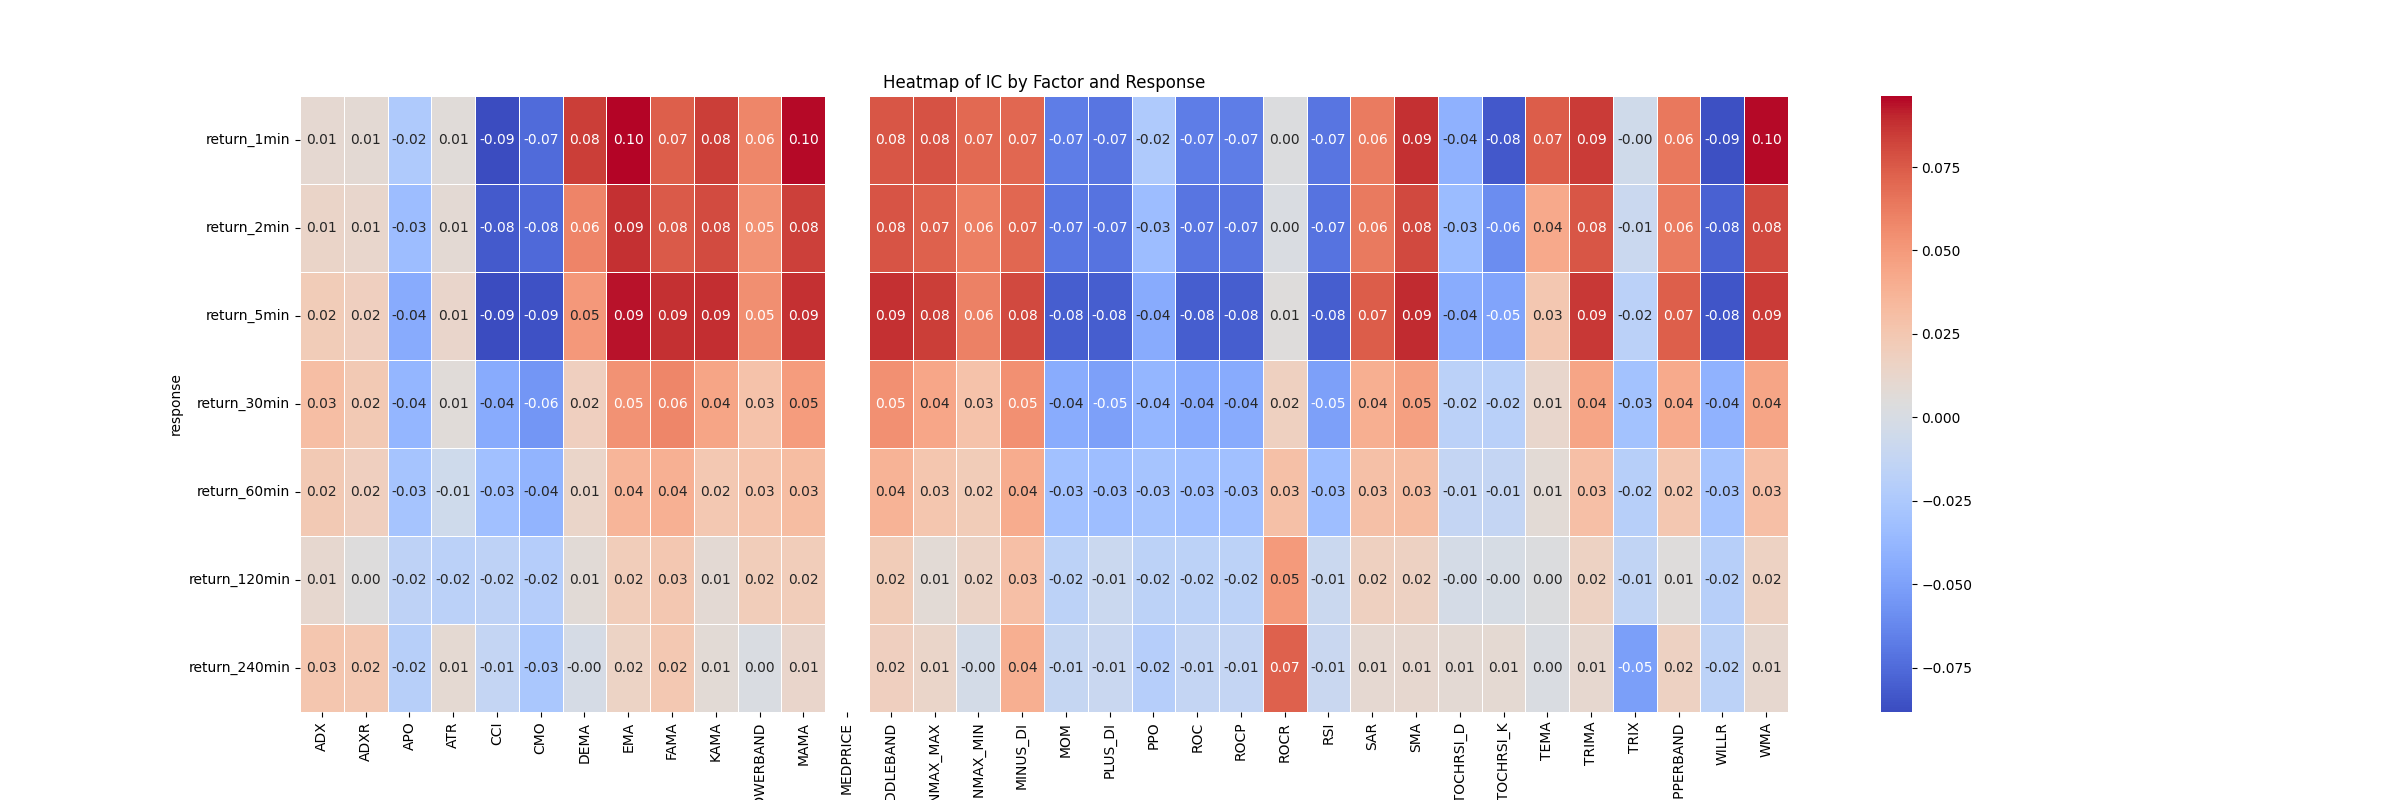 Heatmap of IC by Factor and Response
response
return_1min 0.01 0.01 -0.02 0.01 -0.09 -0.07 0.08 0.10 0.07 0.08 0.06 0.10 0.08 0.08 0.07 0.07 -0.07 -0.07 -0.02 -0.07 -0.07 0.00 -0.07 0.06 0.09 -0.04 -0.08 0.07 0.09 -0.00 0.06 -0.09 0.10
return_2min 0.01 0.01 -0.03 0.01 -0.08 -0.08 0.06 0.09 0.08 0.08 0.05 0.08 0.08 0.07 0.06 0.07 -0.07 -0.07 -0.03 -0.07 -0.07 0.00 -0.07 0.06 0.08 -0.03 -0.06 0.04 0.08 -0.01 0.06 -0.08 0.08
return_5min 0.02 0.02 -0.04 0.01 -0.09 -0.09 0.05 0.09 0.09 0.09 0.05 0.09 0.09 0.08 0.06 0.08 -0.08 -0.08 -0.04 -0.08 -0.08 0.01 -0.08 0.07 0.09 -0.04 -0.05 0.03 0.09 -0.02 0.07 -0.08 0.09
return_30min 0.03 0.02 -0.04 0.01 -0.04 -0.06 0.02 0.05 0.06 0.04 0.03 0.05 0.05 0.04 0.03 0.05 -0.04 -0.05 -0.04 -0.04 -0.04 0.02 -0.05 0.04 0.05 -0.02 -0.02 0.01 0.04 -0.03 0.04 -0.04 0.04
return_60min 0.02 0.02 -0.03 -0.01 -0.03 -0.04 0.01 0.04 0.04 0.02 0.03 0.03 0.04 0.03 0.02 0.04 -0.03 -0.03 -0.03 -0.03 -0.03 0.03 -0.03 0.03 0.03 -0.01 -0.01 0.01 0.03 -0.02 0.02 -0.03 0.03
return_120min 0.01 0.00 -0.02 -0.02 -0.02 -0.02 0.01 0.02 0.03 0.01 0.02 0.02 0.02 0.01 0.02 0.03 -0.02 -0.01 -0.02 -0.02 -0.02 0.05 -0.01 0.02 0.02 -0.00 -0.00 0.00 0.02 -0.01 0.01 -0.02 0.02
return_240min 0.03 0.02 -0.02 0.01 -0.01 -0.03 -0.00 0.02 0.02 0.01 0.00 0.01 0.02 0.01 -0.00 0.04 -0.01 -0.01 -0.02 -0.01 -0.01 0.07 -0.01 0.01 0.01 0.01 0.01 0.00 0.01 -0.05 0.02 -0.02 0.01
ADX
ADXR
APO
ATR
CCI
CMO
DEMA
EMA
FAMA
KAMA
OWERBAND
MAMA
MEDPRICE
DDLEBAND
NMAX_MAX
NMAX_MIN
MINUS_DI
MOM
PLUS_DI
PPO
ROC
ROCP
ROCR
RSI
SAR
SMA
TOCHRSI_D
TOCHRSI_K
TEMA
TRIMA
TRIX
PPERBAND
WILLR
WMA
0.075
0.050
0.025
0.000
−0.025
−0.050
−0.075